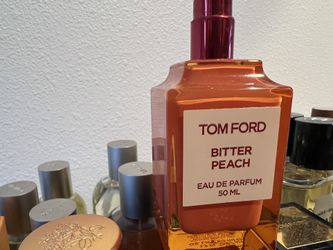 TOM FORD
BITTER
PEACH
EAU DE PARFUM
50 ML